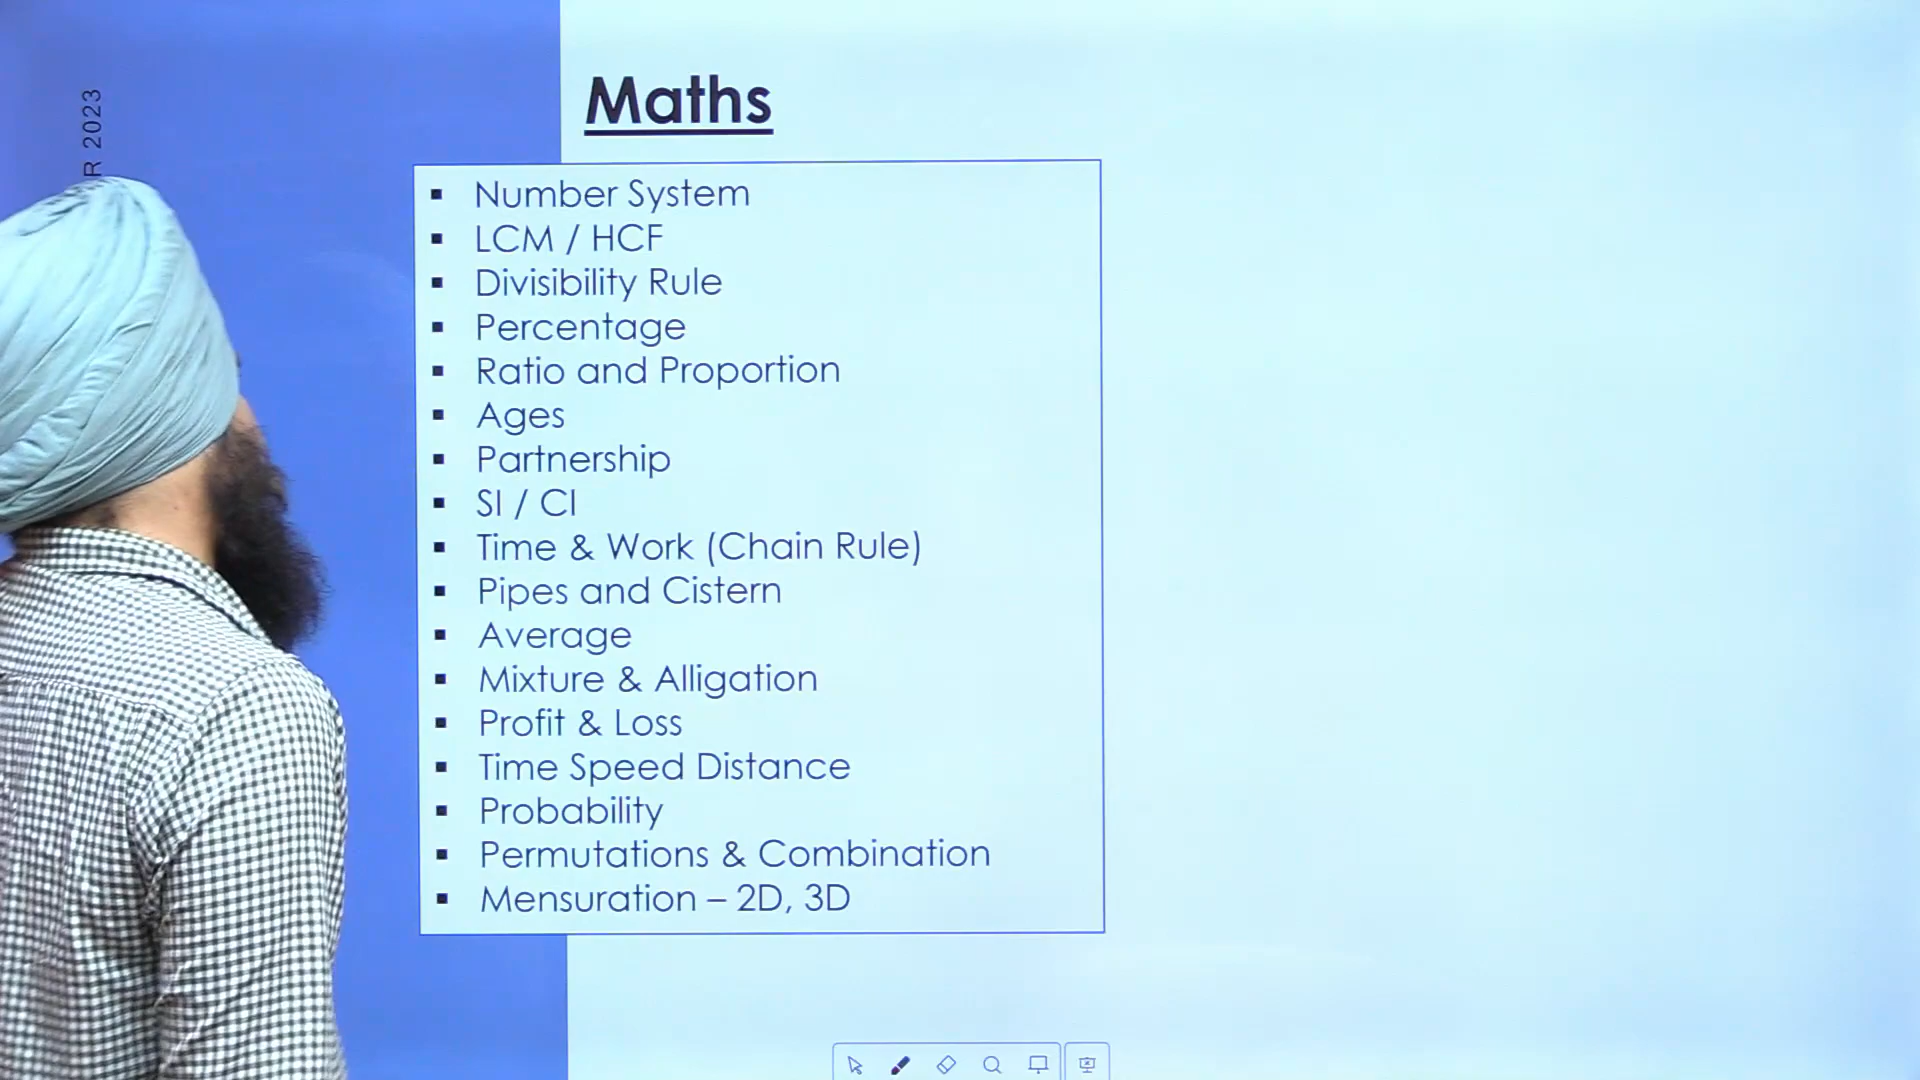 R 2023
Maths
Number System
LCM / HCF
Divisibility Rule
Percentage
Ratio and Proportion
Ages
Partnership
SI / CI
Time & Work (Chain Rule)
Pipes and Cistern
Average
Mixture & Alligation
Profit & Loss
Time Speed Distance
Probability
Permutations & Combination
Mensuration – 2D, 3D